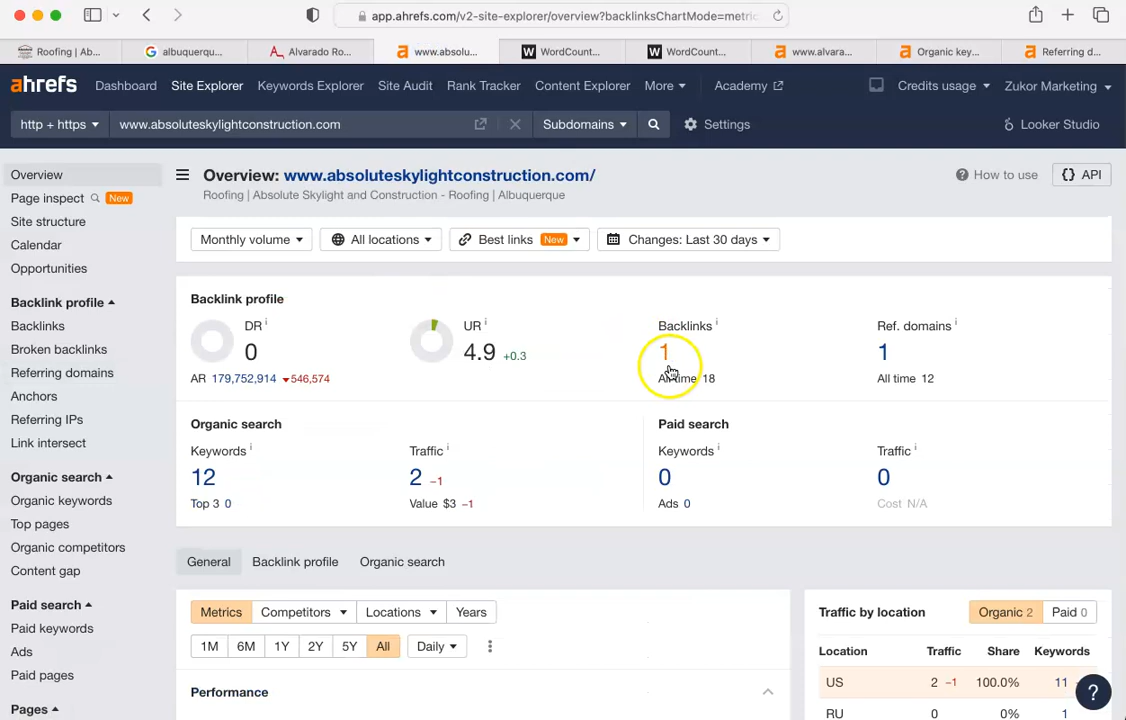 app.ahrefs.com/v2-site-explorer/overview?backlinksChartMode=metric
Roofing | Ab... albuquerqu... Alvarado Ro... www.absolu... WordCount... WordCount... www.alvara... Organic key... Referring d...
ahrefs Dashboard Site Explorer Keywords Explorer Site Audit Rank Tracker Content Explorer More Academy Credits usage Zukor Marketing
http + https www.absoluteskylightconstruction.com Subdomains Settings Looker Studio
Overview
Page inspect New
Site structure
Calendar
Opportunities
Backlink profile
Backlinks
Broken backlinks
Referring domains
Anchors
Referring IPs
Link intersect
Organic search
Organic keywords
Top pages
Organic competitors
Content gap
Paid search
Paid keywords
Ads
Paid pages
Pages
Overview: www.absoluteskylightconstruction.com/ How to use {} API
Roofing | Absolute Skylight and Construction - Roofing | Albuquerque
Monthly volume All locations Best links New Changes: Last 30 days
Backlink profile
DR i UR i Backlinks i Ref. domains i
0 4.9 +0.3 1 1
AR 179,752,914 546,574 All time 18 All time 12
Organic search Paid search
Keywords i Traffic i Keywords i Traffic i
12 2 -1 0 0
Top 3 0 Value $3 -1 Ads 0 Cost N/A
General Backlink profile Organic search
Metrics Competitors Locations Years
1M 6M 1Y 2Y 5Y All Daily
Performance
Traffic by location Organic 2 Paid 0
Location Traffic Share Keywords
US 2 -1 100.0% 11
RU 0 0% 1
?